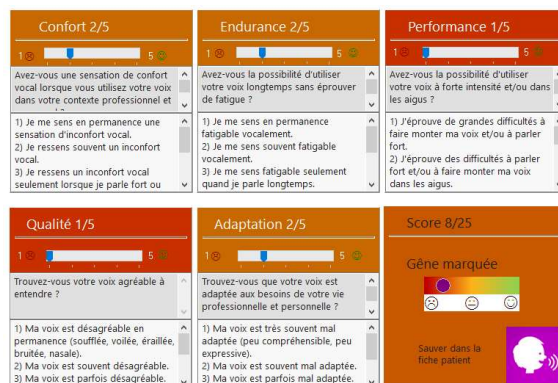 Confort 2/5
1 5
Avez-vous une sensation de confort
vocal lorsque vous utilisez votre voix
dans votre contexte professionnel et
1) Je me sens en permanence une
sensation d'inconfort vocal.
2) Je ressens souvent un inconfort
vocal.
3) Je ressens un inconfort vocal
seulement lorsque je parle fort ou
Endurance 2/5
1 5
Avez-vous la possibilité d'utiliser
votre voix longtemps sans éprouver
de fatigue ?
1) Je me sens en permanence
fatigable vocalement.
2) Je me sens souvent fatigable
vocalement.
3) Je me sens fatigable seulement
quand je parle longtemps.
Performance 1/5
1 5
Avez-vous la possibilité d'utiliser
votre voix à forte intensité et/ou dans
les aigus ?
1) J'éprouve de grandes difficultés à
faire monter ma voix et/ou à parler
fort.
2) J'éprouve des difficultés à parler
fort et/ou à faire monter ma voix
dans les aigus.
Qualité 1/5
1 5
Trouvez-vous votre voix agréable à
entendre ?
1) Ma voix est désagréable en
permanence (soufflée, voilée, éraillée,
bruitée, nasale).
2) Ma voix est souvent désagréable.
3) Ma voix est parfois désagréable.
Adaptation 2/5
1 5
Trouvez-vous que votre voix est
adaptée aux besoins de votre vie
professionnelle et personnelle ?
1) Ma voix est très souvent mal
adaptée (peu compréhensible, peu
expressive).
2) Ma voix est souvent mal adaptée.
3) Ma voix est parfois mal adaptée.
Score 8/25
Gêne marquée
Sauver dans la
fiche patient